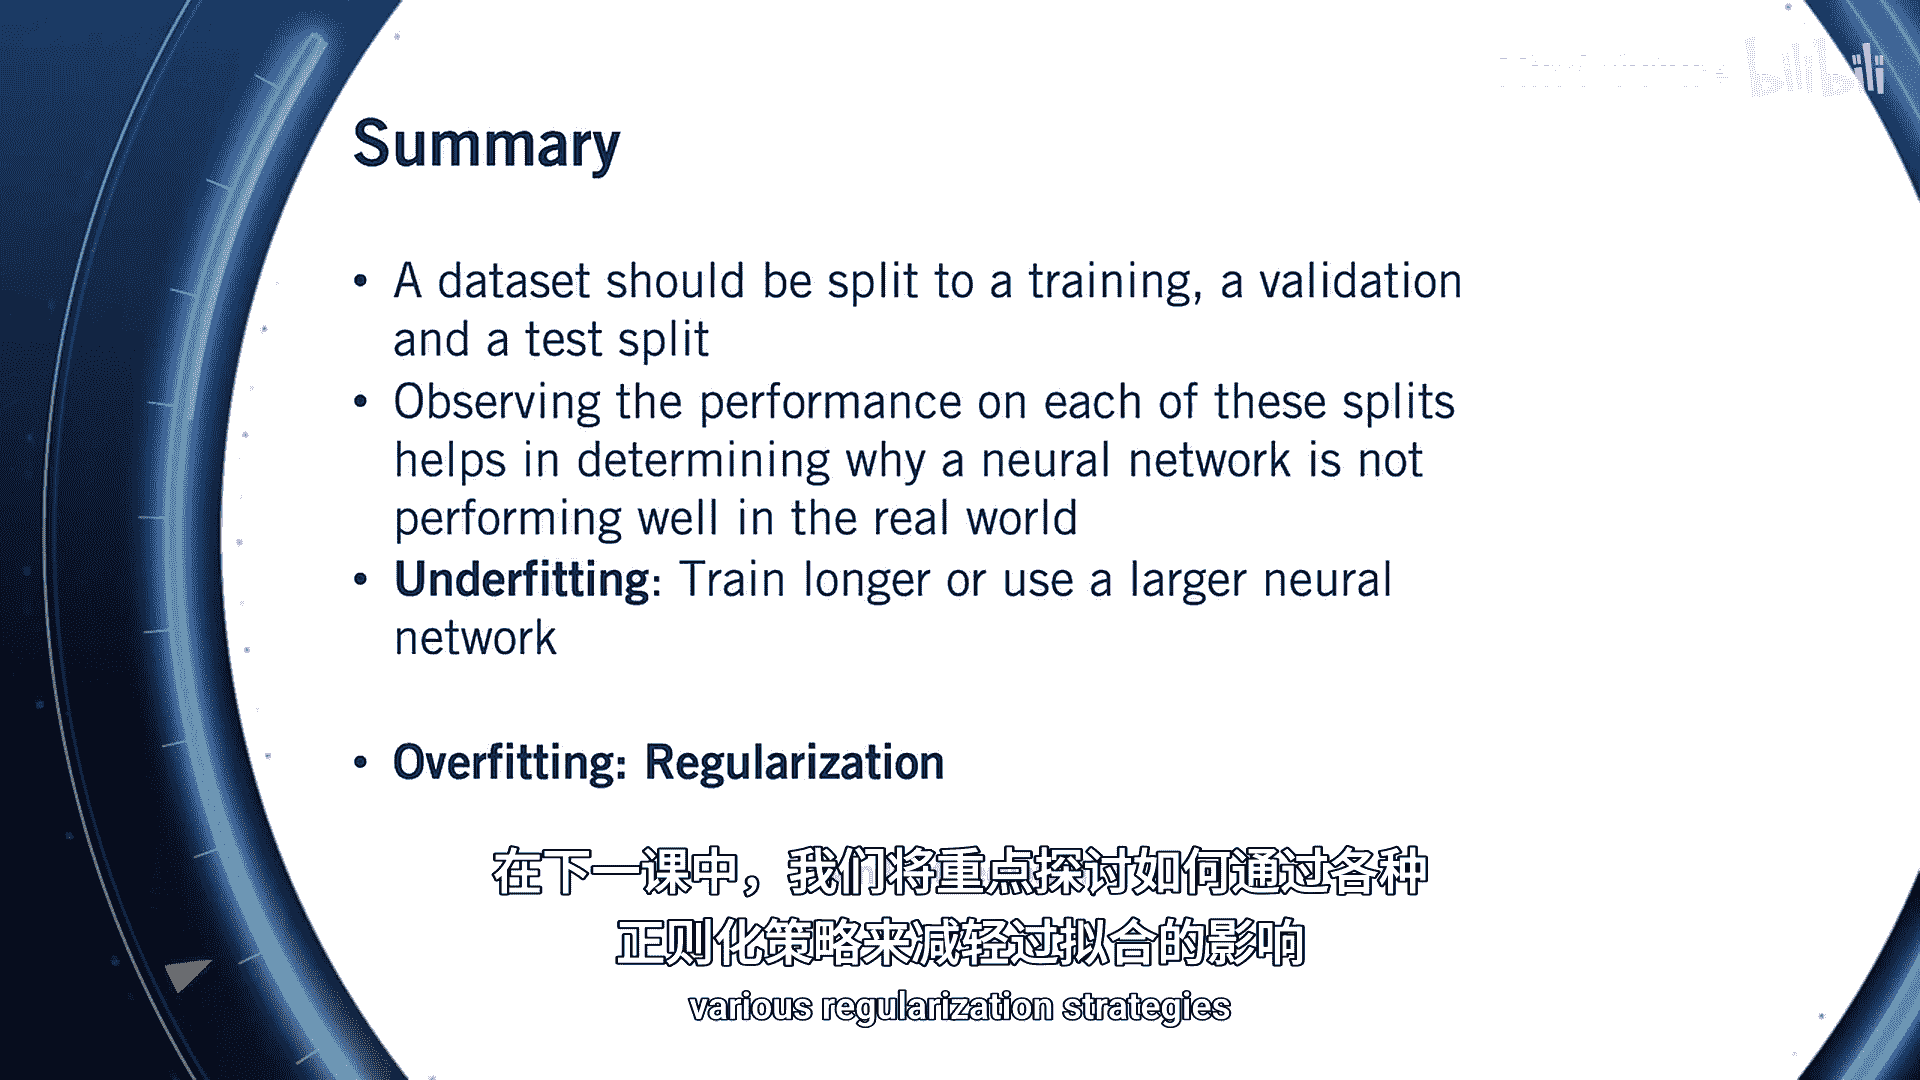 bilibili
Summary
• A dataset should be split to a training, a validation
and a test split
• Observing the performance on each of these splits
helps in determining why a neural network is not
performing well in the real world
• Underfitting: Train longer or use a larger neural
network
• Overfitting: Regularization
在下一课中，我们将重点探讨如何通过各种
正则化策略来减轻过拟合的影响
various regularization strategies